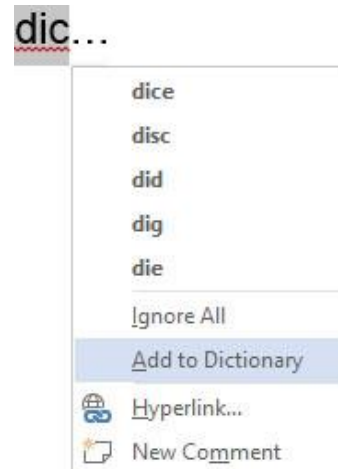 dic...
dice
disc
did
dig
die
Ignore All
Add to Dictionary
Hyperlink...
New Comment